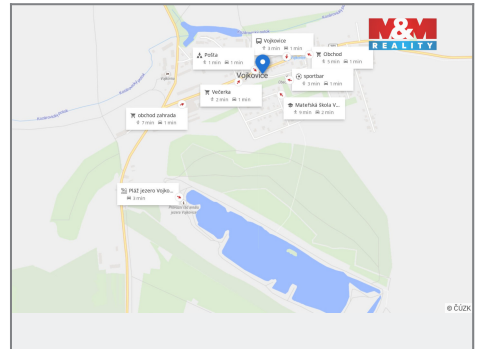 M&M
REALITY
Vojkovice
3 min 1 min
Pošta
1 min 1 min
Obchod
5 min 1 min
Vojkovice
sportbar
3 min 1 min
Večerka
2 min 1 min
Mateřská škola V...
9 min 2 min
obchod zahrada
7 min 1 min
Pláž jezero Vojko...
3 min
© ČÚZK